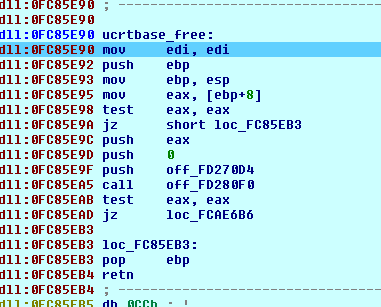 dll:0FC85E90 ; ---------------------------------------
dll:0FC85E90
dll:0FC85E90 ucrtbase_free:
dll:0FC85E90 mov     edi, edi
dll:0FC85E92 push    ebp
dll:0FC85E93 mov     ebp, esp
dll:0FC85E95 mov     eax, [ebp+8]
dll:0FC85E98 test    eax, eax
dll:0FC85E9A jz      short loc_FC85EB3
dll:0FC85E9C push    eax
dll:0FC85E9D push    0
dll:0FC85E9F push    off_FD270D4
dll:0FC85EA5 call    off_FD280F0
dll:0FC85EAB test    eax, eax
dll:0FC85EAD jz      loc_FCAE6B6
dll:0FC85EB3
dll:0FC85EB3 loc_FC85EB3:
dll:0FC85EB3 pop     ebp
dll:0FC85EB4 retn
dll:0FC85EB4 ; ---------------------------------------
dll:0FC85EB5 db 0CCh ; !